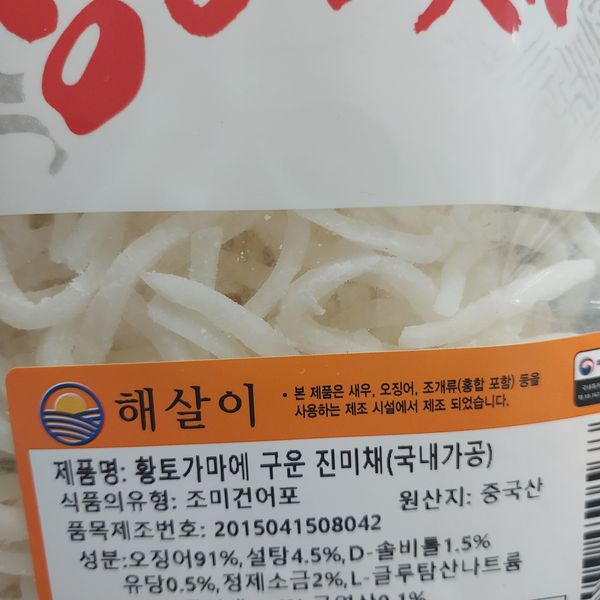 해살이
• 본 제품은 새우, 오징어, 조개류(홍합 포함) 등을
사용하는 제조 시설에서 제조 되었습니다.
제품명: 황토가마에 구운 진미채(국내가공)
식품의유형: 조미건어포 원산지: 중국산
품목제조번호: 2015041508042
성분:오징어91%,설탕4.5%,D-솔비톨1.5%
유당0.5%,정제소금2%,L-글루탐산나트륨